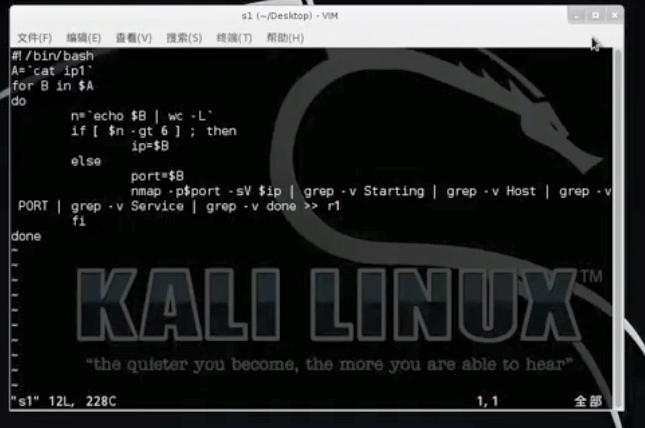 s1 (~/Desktop) - VIM
文件(F) 编辑(E) 查看(V) 搜索(S) 终端(T) 帮助(H)
#!/bin/bash
A=`cat ip1`
for B in $A
do
n=`echo $B | wc -L`
if [ $n -gt 6 ] ; then
ip=$B
else
port=$B
nmap -p$port -sV $ip | grep -v Starting | grep -v Host | grep -v
PORT | grep -v Service | grep -v done >> r1
fi
done
~
~
~
~
~
~
~
~
~
~
KALI LINUX™
“the quieter you become, the more you are able to hear”
"s1" 12L, 228C 1,1 全部